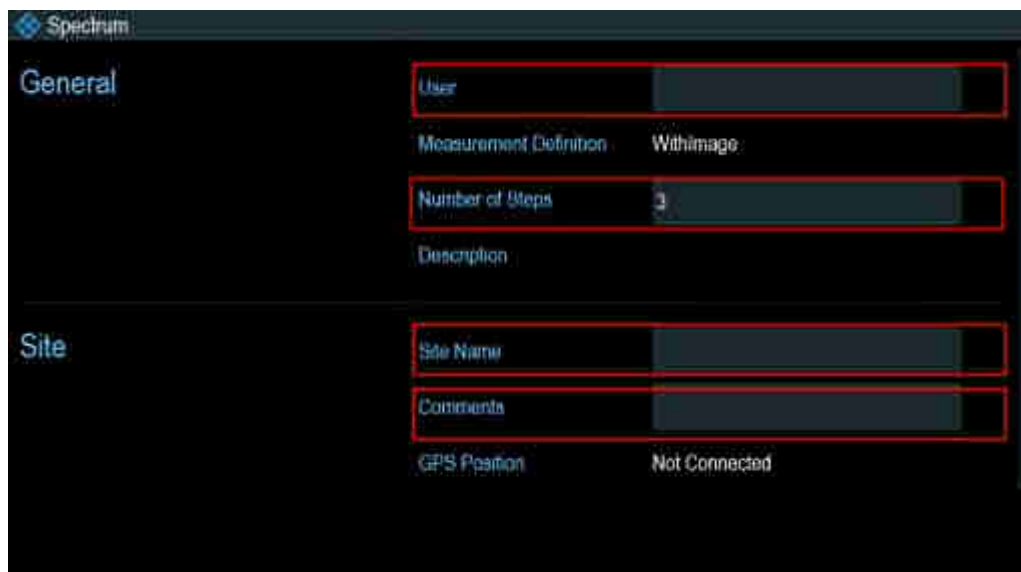 Spectrum
General
User
Measurement Definition WithImage
Number of Steps 3
Description
Site
Site Name
Comments
GPS Position Not Connected